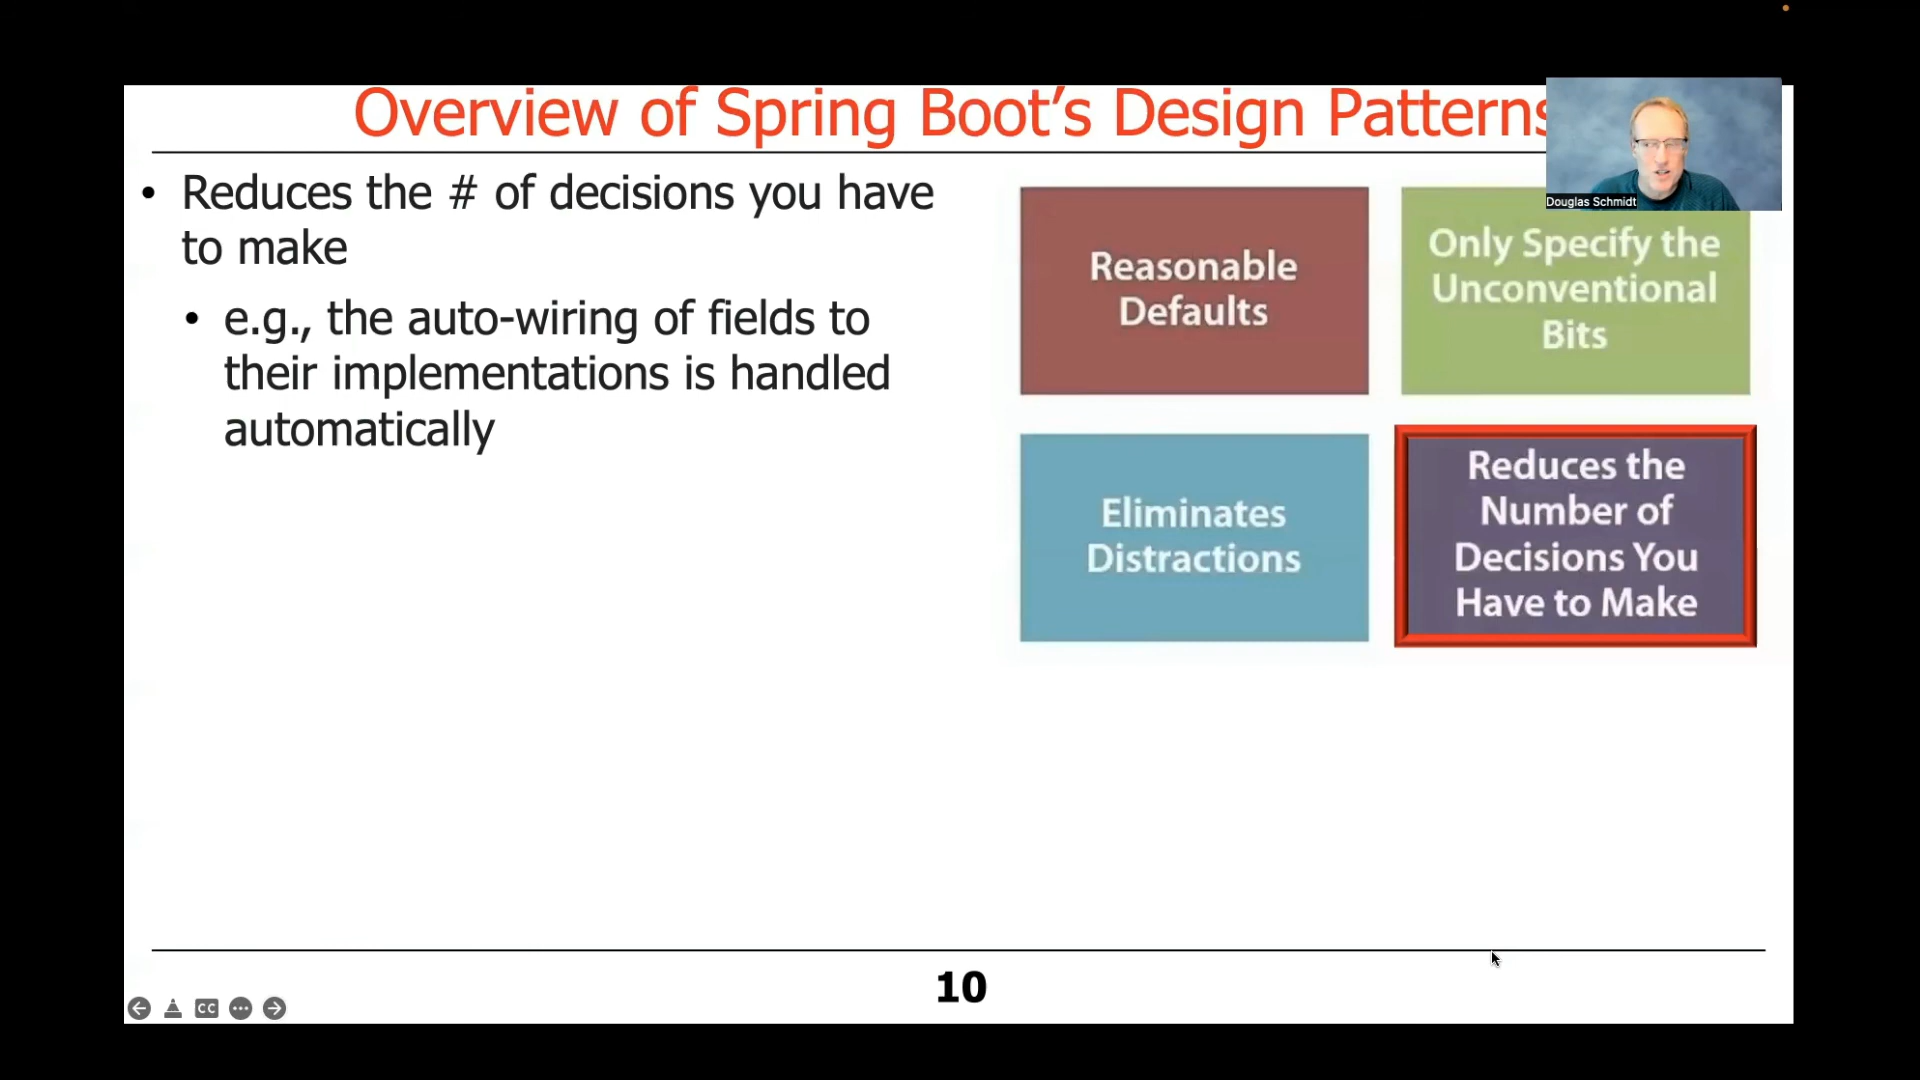 Overview of Spring Boot's Design Patterns
• Reduces the # of decisions you have
to make
• e.g., the auto-wiring of fields to
their implementations is handled
automatically
Reasonable
Defaults
Only Specify the
Unconventional
Bits
Eliminates
Distractions
Reduces the
Number of
Decisions You
Have to Make
Douglas Schmidt
10
CC